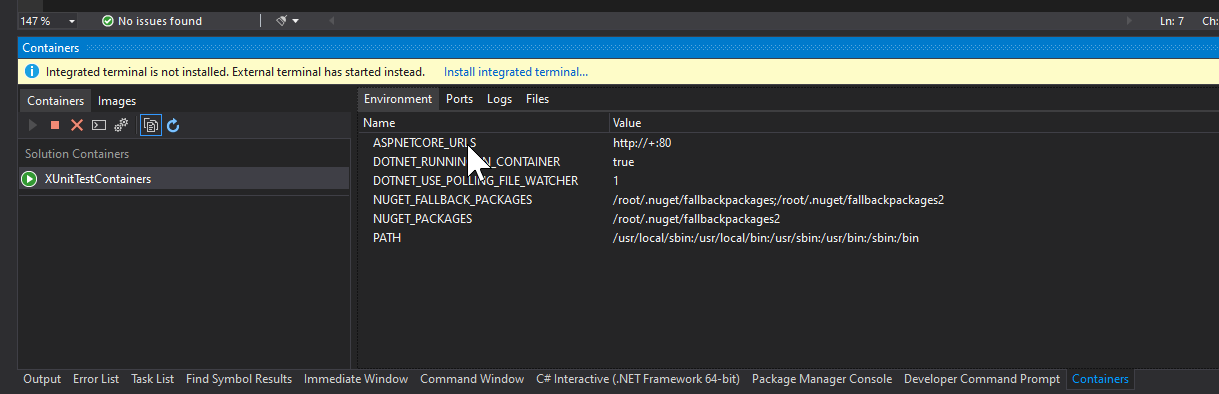 147 % No issues found Ln: 7 Ch:
Containers
Integrated terminal is not installed. External terminal has started instead. Install integrated terminal...
Containers Images
Environment Ports Logs Files
Name Value
Solution Containers
XUnitTestContainers
ASPNETCORE_URLS http://+:80
DOTNET_RUNNING_IN_CONTAINER true
DOTNET_USE_POLLING_FILE_WATCHER 1
NUGET_FALLBACK_PACKAGES /root/.nuget/fallbackpackages;/root/.nuget/fallbackpackages2
NUGET_PACKAGES /root/.nuget/fallbackpackages2
PATH /usr/local/sbin:/usr/local/bin:/usr/sbin:/usr/bin:/sbin:/bin
Output Error List Task List Find Symbol Results Immediate Window Command Window C# Interactive (.NET Framework 64-bit) Package Manager Console Developer Command Prompt Containers